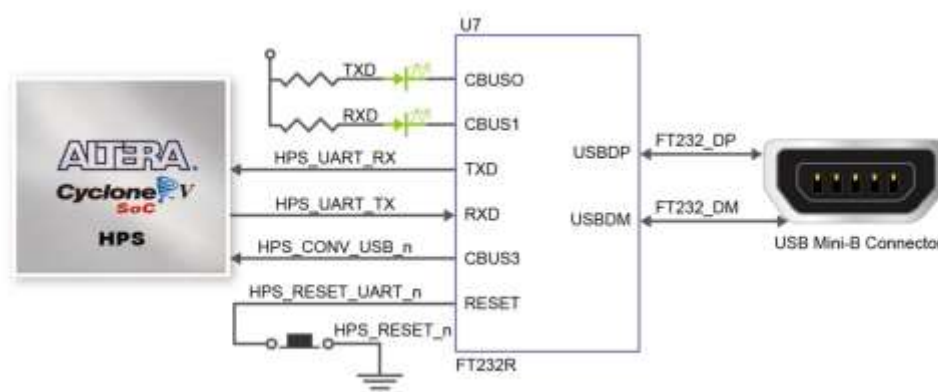 U7
TXD
CBUS0
RXD
CBUS1
HPS_UART_RX
TXD
HPS_UART_TX
RXD
HPS_CONV_USB_n
CBUS3
HPS_RESET_UART_n
RESET
HPS_RESET_n
FT232R
ALTERA
Cyclone V
SoC
HPS
USBDP
FT232_DP
USBDM
FT232_DM
USB Mini-B Connector